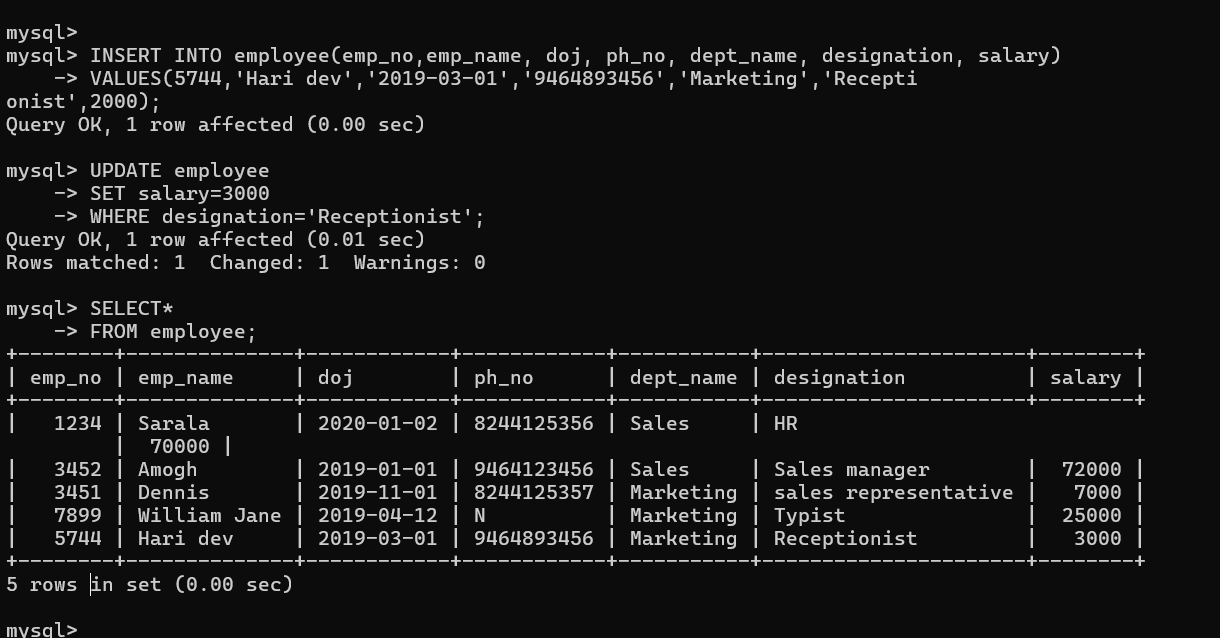 mysql>
mysql> INSERT INTO employee(emp_no,emp_name, doj, ph_no, dept_name, designation, salary)
    -> VALUES(5744,'Hari dev','2019-03-01','9464893456','Marketing','Recepti
onist',2000);
Query OK, 1 row affected (0.00 sec)

mysql> UPDATE employee
    -> SET salary=3000
    -> WHERE designation='Receptionist';
Query OK, 1 row affected (0.01 sec)
Rows matched: 1  Changed: 1  Warnings: 0

mysql> SELECT*
    -> FROM employee;
+--------+--------------+------------+------------+-----------+----------------------+--------+
| emp_no | emp_name     | doj        | ph_no      | dept_name | designation          | salary |
+--------+--------------+------------+------------+-----------+----------------------+--------+
|   1234 | Sarala       | 2020-01-02 | 8244125356 | Sales     | HR
         |  70000 |
|   3452 | Amogh        | 2019-01-01 | 9464123456 | Sales     | Sales manager        |  72000 |
|   3451 | Dennis       | 2019-11-01 | 8244125357 | Marketing | sales representative |   7000 |
|   7899 | William Jane | 2019-04-12 | N          | Marketing | Typist               |  25000 |
|   5744 | Hari dev     | 2019-03-01 | 9464893456 | Marketing | Receptionist         |   3000 |
+--------+--------------+------------+------------+-----------+----------------------+--------+
5 rows in set (0.00 sec)

mysql>